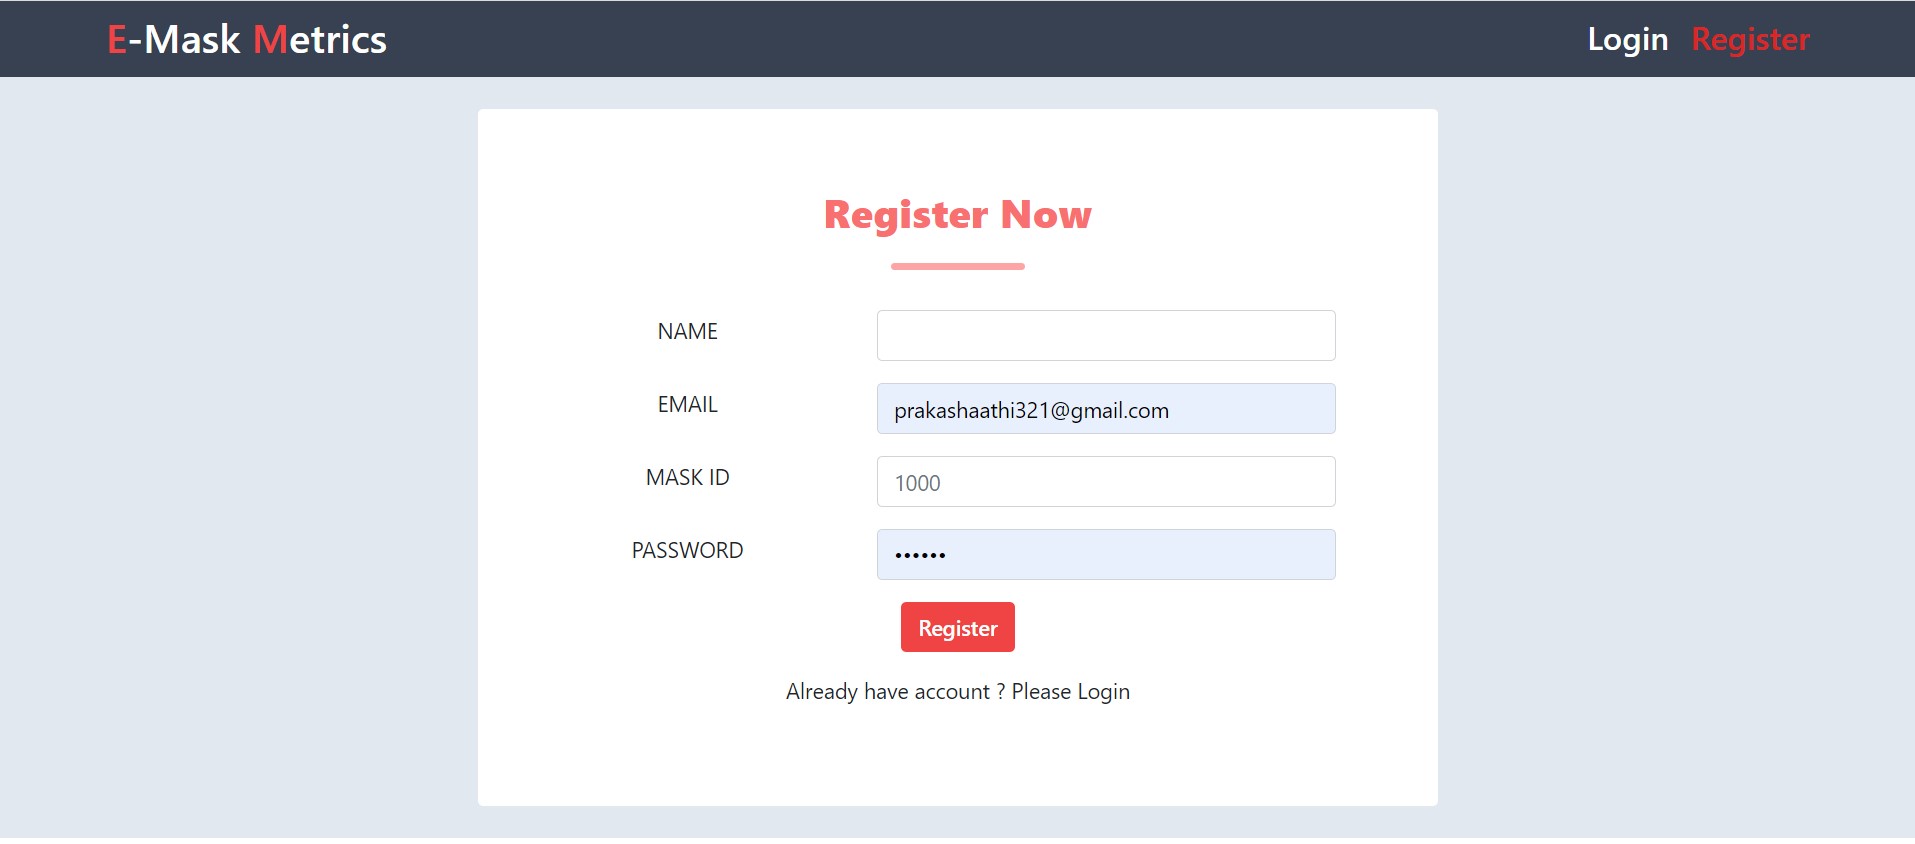 E-Mask Metrics
Login Register
Register Now
NAME
EMAIL prakashaathi321@gmail.com
MASK ID 1000
PASSWORD ••••••
Register
Already have account ? Please Login